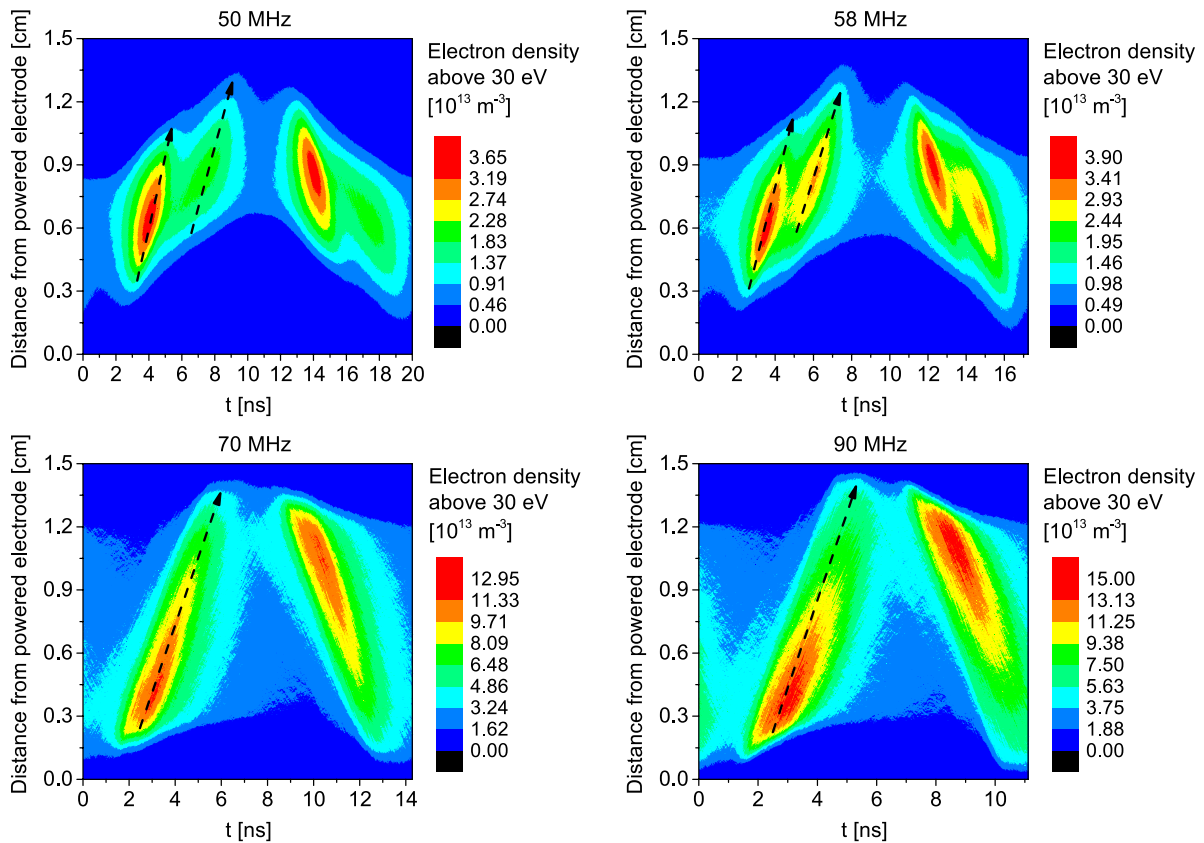 50 MHz
Distance from powered electrode [cm]
1.5
1.2
0.9
0.6
0.3
0.0
0 2 4 6 8 10 12 14 16 18 20
t [ns]
Electron density
above 30 eV
[10¹³ m⁻³]
3.65
3.19
2.74
2.28
1.83
1.37
0.91
0.46
0.00
58 MHz
Distance from powered electrode [cm]
1.5
1.2
0.9
0.6
0.3
0.0
0 2 4 6 8 10 12 14 16
t [ns]
Electron density
above 30 eV
[10¹³ m⁻³]
3.90
3.41
2.93
2.44
1.95
1.46
0.98
0.49
0.00
70 MHz
Distance from powered electrode [cm]
1.5
1.2
0.9
0.6
0.3
0.0
0 2 4 6 8 10 12 14
t [ns]
Electron density
above 30 eV
[10¹³ m⁻³]
12.95
11.33
9.71
8.09
6.48
4.86
3.24
1.62
0.00
90 MHz
Distance from powered electrode [cm]
1.5
1.2
0.9
0.6
0.3
0.0
0 2 4 6 8 10
t [ns]
Electron density
above 30 eV
[10¹³ m⁻³]
15.00
13.13
11.25
9.38
7.50
5.63
3.75
1.88
0.00